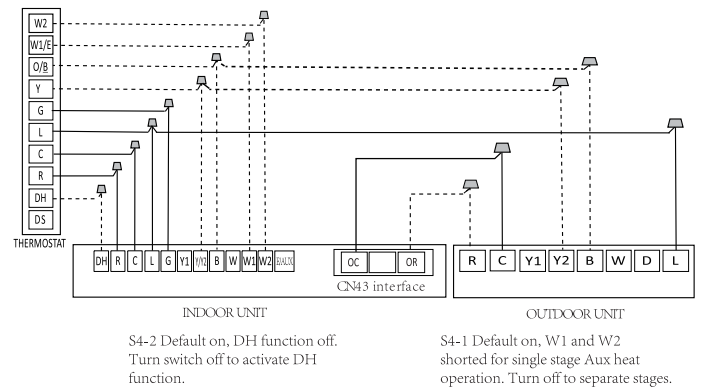 W2
W1/E
O/B
Y
G
L
C
R
DH
DS
THERMOSTAT
DH R C L G Y1 Y/Y2 B W W1 W2 E/AUX
OC OR
CN43 interface
R C Y1 Y2 B W D L
INDOOR UNIT
OUTDOOR UNIT
S4-2 Default on, DH function off.
Turn switch off to activate DH
function.
S4-1 Default on, W1 and W2
shorted for single stage Aux heat
operation. Turn off to separate stages.